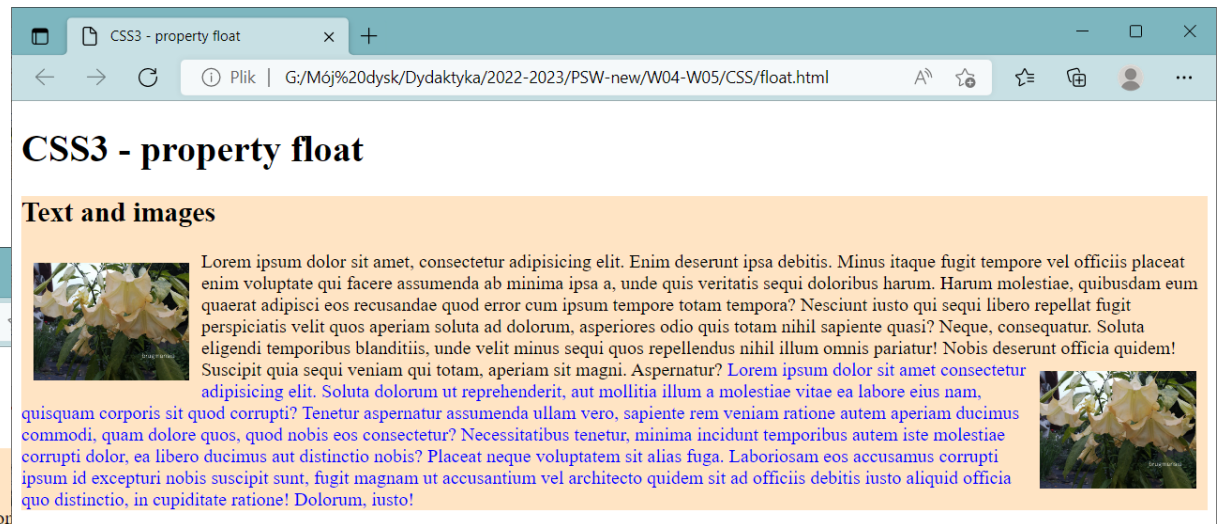 CSS3 - property float
Plik | G:/Mój%20dysk/Dydaktyka/2022-2023/PSW-new/W04-W05/CSS/float.html
CSS3 - property float
Text and images
Lorem ipsum dolor sit amet, consectetur adipisicing elit. Enim deserunt ipsa debitis. Minus itaque fugit tempore vel officiis placeat
enim voluptate qui facere assumenda ab minima ipsa a, unde quis veritatis sequi doloribus harum. Harum molestiae, quibusdam eum
quaerat adipisci eos recusandae quod error cum ipsum tempore totam tempora? Nesciunt iusto qui sequi libero repellat fugit
perspiciatis velit quos aperiam soluta ad dolorum, asperiores odio quis totam nihil sapiente quasi? Neque, consequatur. Soluta
eligendi temporibus blanditiis, unde velit minus sequi quos repellendus nihil illum omnis pariatur! Nobis deserunt officia quidem!
Suscipit quia sequi veniam qui totam, aperiam sit magni. Aspernatur? Lorem ipsum dolor sit amet consectetur
adipisicing elit. Soluta dolorum ut reprehenderit, aut mollitia illum a molestiae vitae ea labore eius nam,
quisquam corporis sit quod corrupti? Tenetur aspernatur assumenda ullam vero, sapiente rem veniam ratione autem aperiam ducimus
commodi, quam dolore quos, quod nobis eos consectetur? Necessitatibus tenetur, minima incidunt temporibus autem iste molestiae
corrupti dolor, ea libero ducimus aut distinctio nobis? Placeat neque voluptatem sit alias fuga. Laboriosam eos accusamus corrupti
ipsum id excepturi nobis suscipit sunt, fugit magnam ut accusantium vel architecto quidem sit ad officiis debitis iusto aliquid officia
quo distinctio, in cupiditate ratione! Dolorum, iusto!